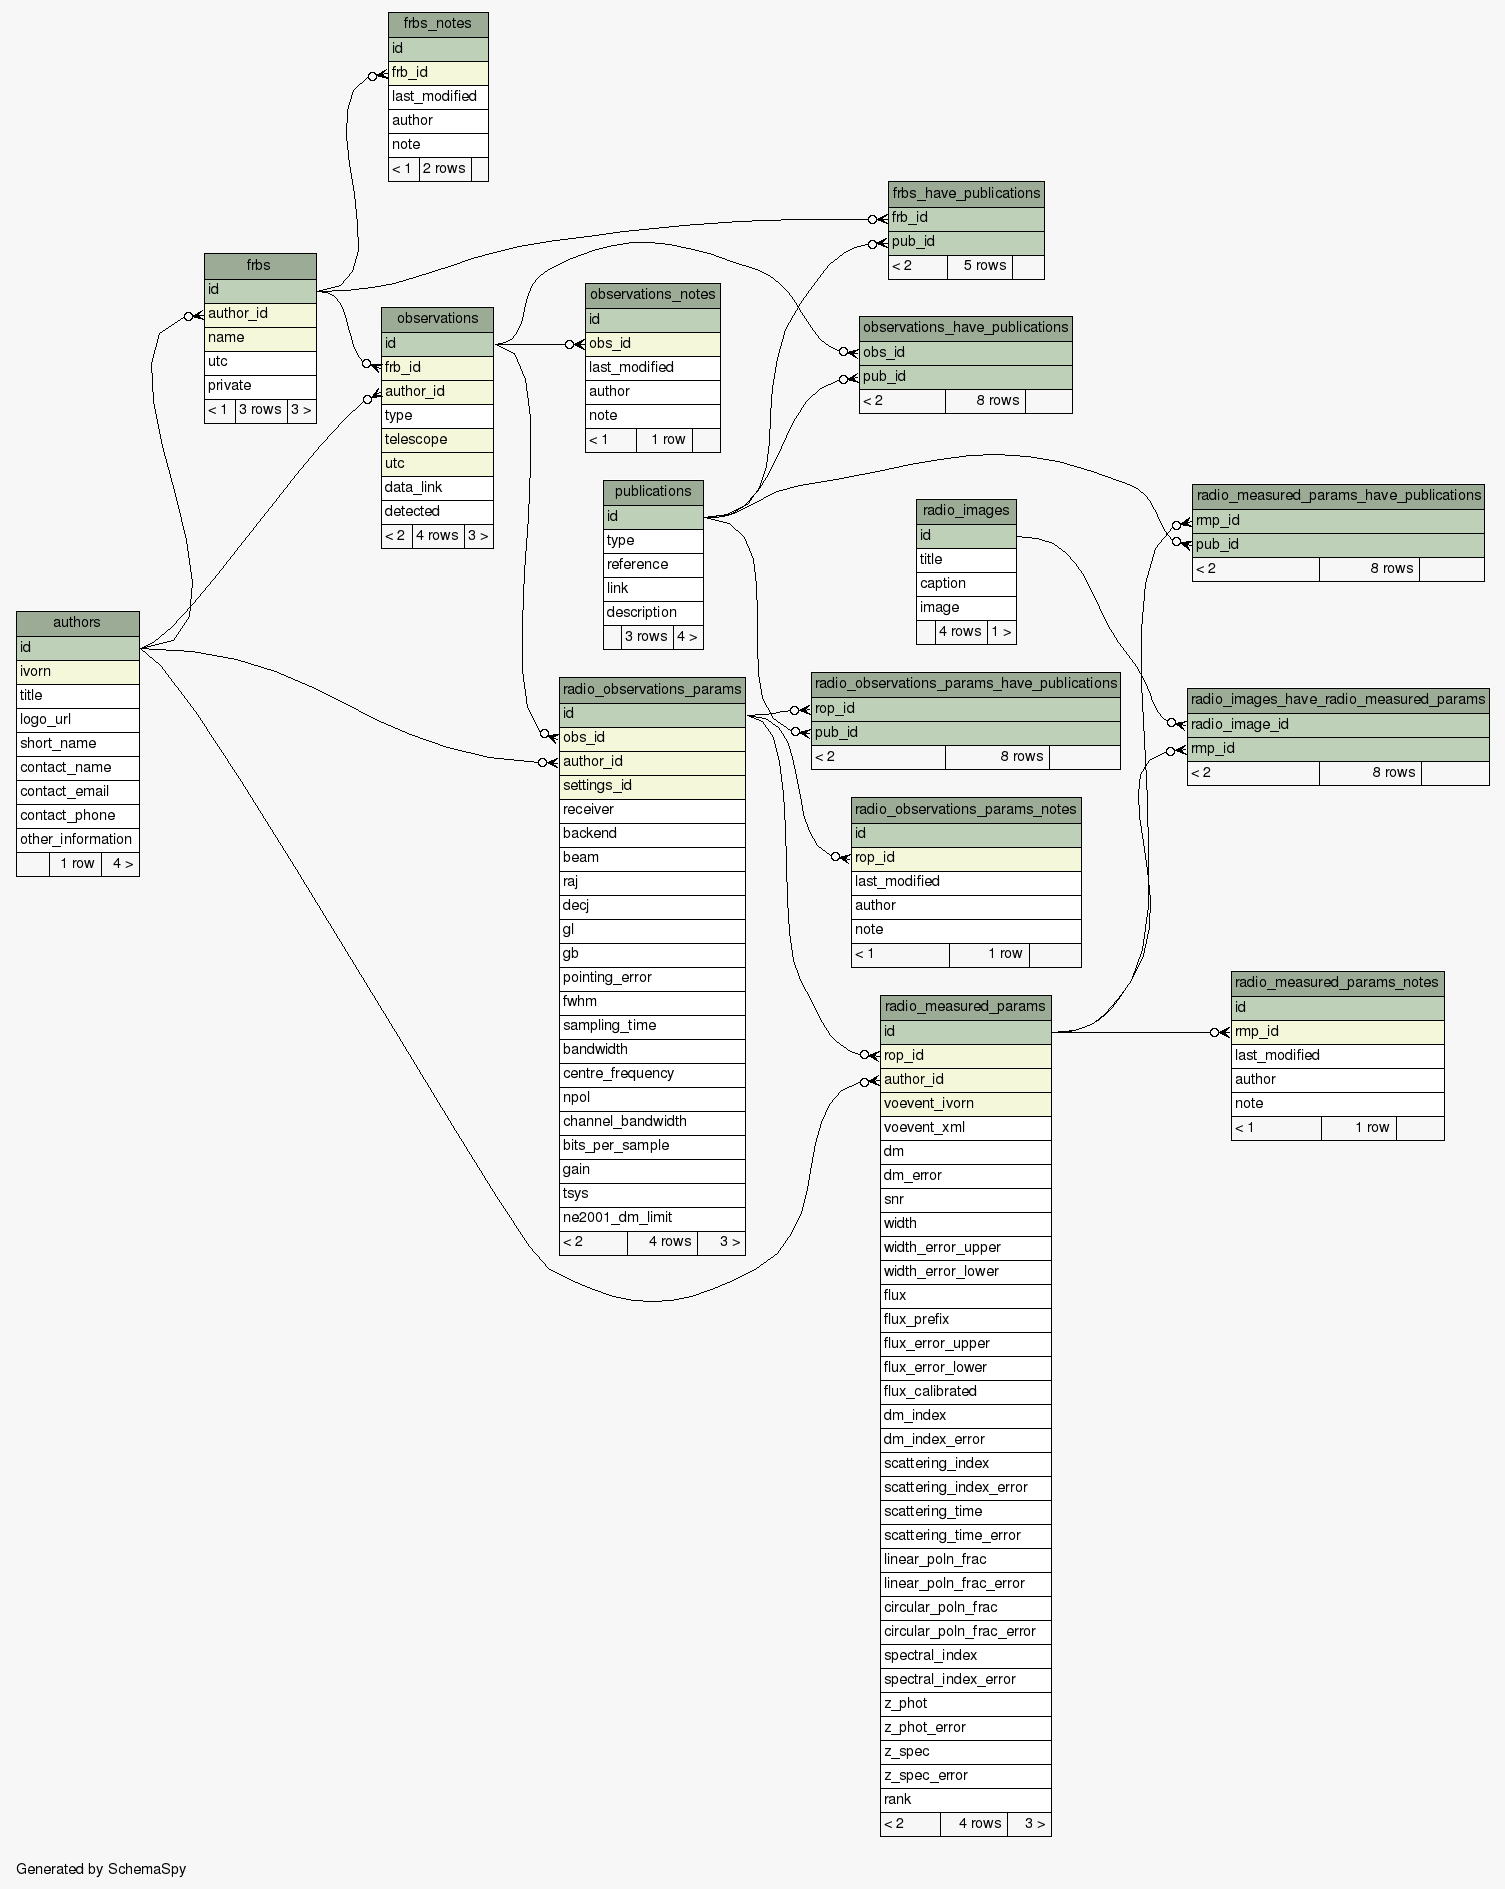 frbs_notes
id
frb_id
last_modified
author
note
< 1 2 rows
frbs_have_publications
frb_id
pub_id
< 2 5 rows
frbs
id
author_id
name
utc
private
< 1 3 rows 3 >
observations
id
frb_id
author_id
type
telescope
utc
data_link
detected
< 2 4 rows 3 >
observations_notes
id
obs_id
last_modified
author
note
< 1 1 row
observations_have_publications
obs_id
pub_id
< 2 8 rows
publications
id
type
reference
link
description
3 rows 4 >
radio_images
id
title
caption
image
4 rows 1 >
radio_measured_params_have_publications
rmp_id
pub_id
< 2 8 rows
authors
id
ivorn
title
logo_url
short_name
contact_name
contact_email
contact_phone
other_information
1 row 4 >
radio_observations_params
id
obs_id
author_id
settings_id
receiver
backend
beam
raj
decj
gl
gb
pointing_error
fwhm
sampling_time
bandwidth
centre_frequency
npol
channel_bandwidth
bits_per_sample
gain
tsys
ne2001_dm_limit
< 2 4 rows 3 >
radio_observations_params_have_publications
rop_id
pub_id
< 2 8 rows
radio_images_have_radio_measured_params
radio_image_id
rmp_id
< 2 8 rows
radio_observations_params_notes
id
rop_id
last_modified
author
note
< 1 1 row
radio_measured_params
id
rop_id
author_id
voevent_ivorn
voevent_xml
dm
dm_error
snr
width
width_error_upper
width_error_lower
flux
flux_prefix
flux_error_upper
flux_error_lower
flux_calibrated
dm_index
dm_index_error
scattering_index
scattering_index_error
scattering_time
scattering_time_error
linear_poln_frac
linear_poln_frac_error
circular_poln_frac
circular_poln_frac_error
spectral_index
spectral_index_error
z_phot
z_phot_error
z_spec
z_spec_error
rank
< 2 4 rows 3 >
radio_measured_params_notes
id
rmp_id
last_modified
author
note
< 1 1 row
Generated by SchemaSpy